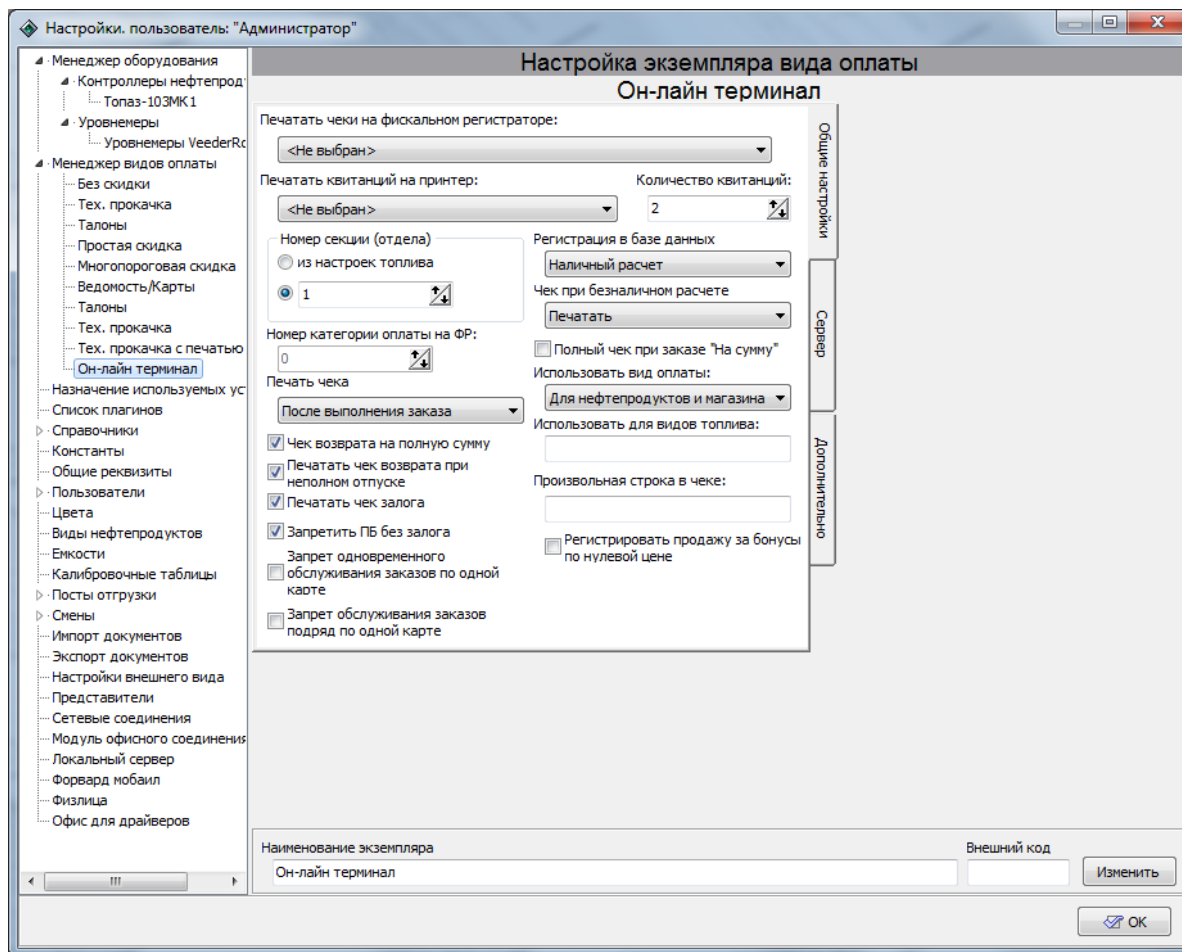 Настройки. пользователь: "Администратор"
Менеджер оборудования
Контроллеры нефтепрод
Топаз-103МК1
Уровнемеры
Уровнемеры VeederRo
Менеджер видов оплаты
Без скидки
Тех. прокачка
Талоны
Простая скидка
Многопороговая скидка
Ведомость/Карты
Талоны
Тех. прокачка
Тех. прокачка с печатью
Он-лайн терминал
Назначение используемых ус
Список плагинов
Справочники
Константы
Общие реквизиты
Пользователи
Цвета
Виды нефтепродуктов
Емкости
Калибровочные таблицы
Посты отгрузки
Смены
Импорт документов
Экспорт документов
Настройки внешнего вида
Представители
Сетевые соединения
Модуль офисного соединения
Локальный сервер
Форвард мобаил
Физлица
Офис для драйверов
Настройка экземпляра вида оплаты
Он-лайн терминал
Печатать чеки на фискальном регистраторе:
<Не выбран>
Печатать квитанций на принтер:
Количество квитанций:
<Не выбран>
2
Номер секции (отдела)
из настроек топлива
1
Номер категории оплаты на ФР:
0
Печать чека
После выполнения заказа
Чек возврата на полную сумму
Печатать чек возврата при
неполном отпуске
Печатать чек залога
Запретить ПБ без залога
Запрет одновременного
обслуживания заказов по одной
карте
Запрет обслуживания заказов
подряд по одной карте
Регистрация в базе данных
Наличный расчет
Чек при безналичном расчете
Печатать
Полный чек при заказе "На сумму"
Использовать вид оплаты:
Для нефтепродуктов и магазина
Использовать для видов топлива:
Произвольная строка в чеке:
Регистрировать продажу за бонусы
по нулевой цене
Общие настройки
Сервер
Дополнительно
Наименование экземпляра
Внешний код
Он-лайн терминал
Изменить
OK